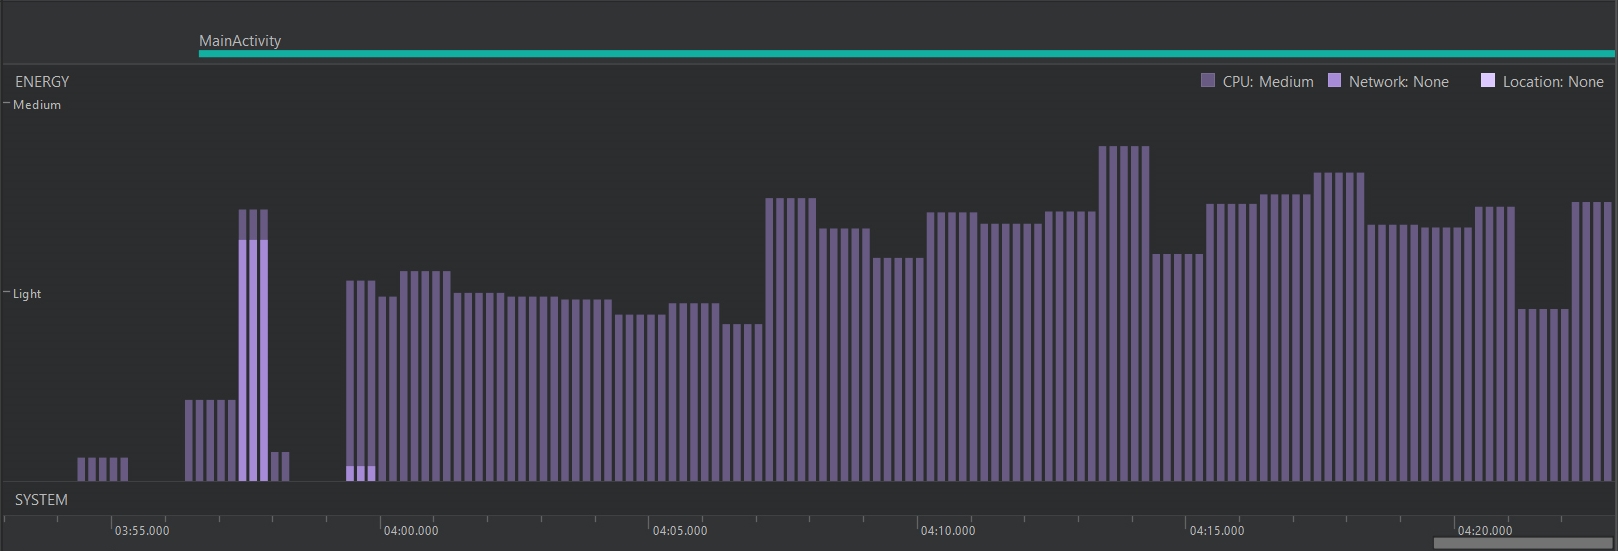 MainActivity
ENERGY
CPU: Medium Network: None Location: None
Medium
Light
SYSTEM
03:55.000 04:00.000 04:05.000 04:10.000 04:15.000 04:20.000